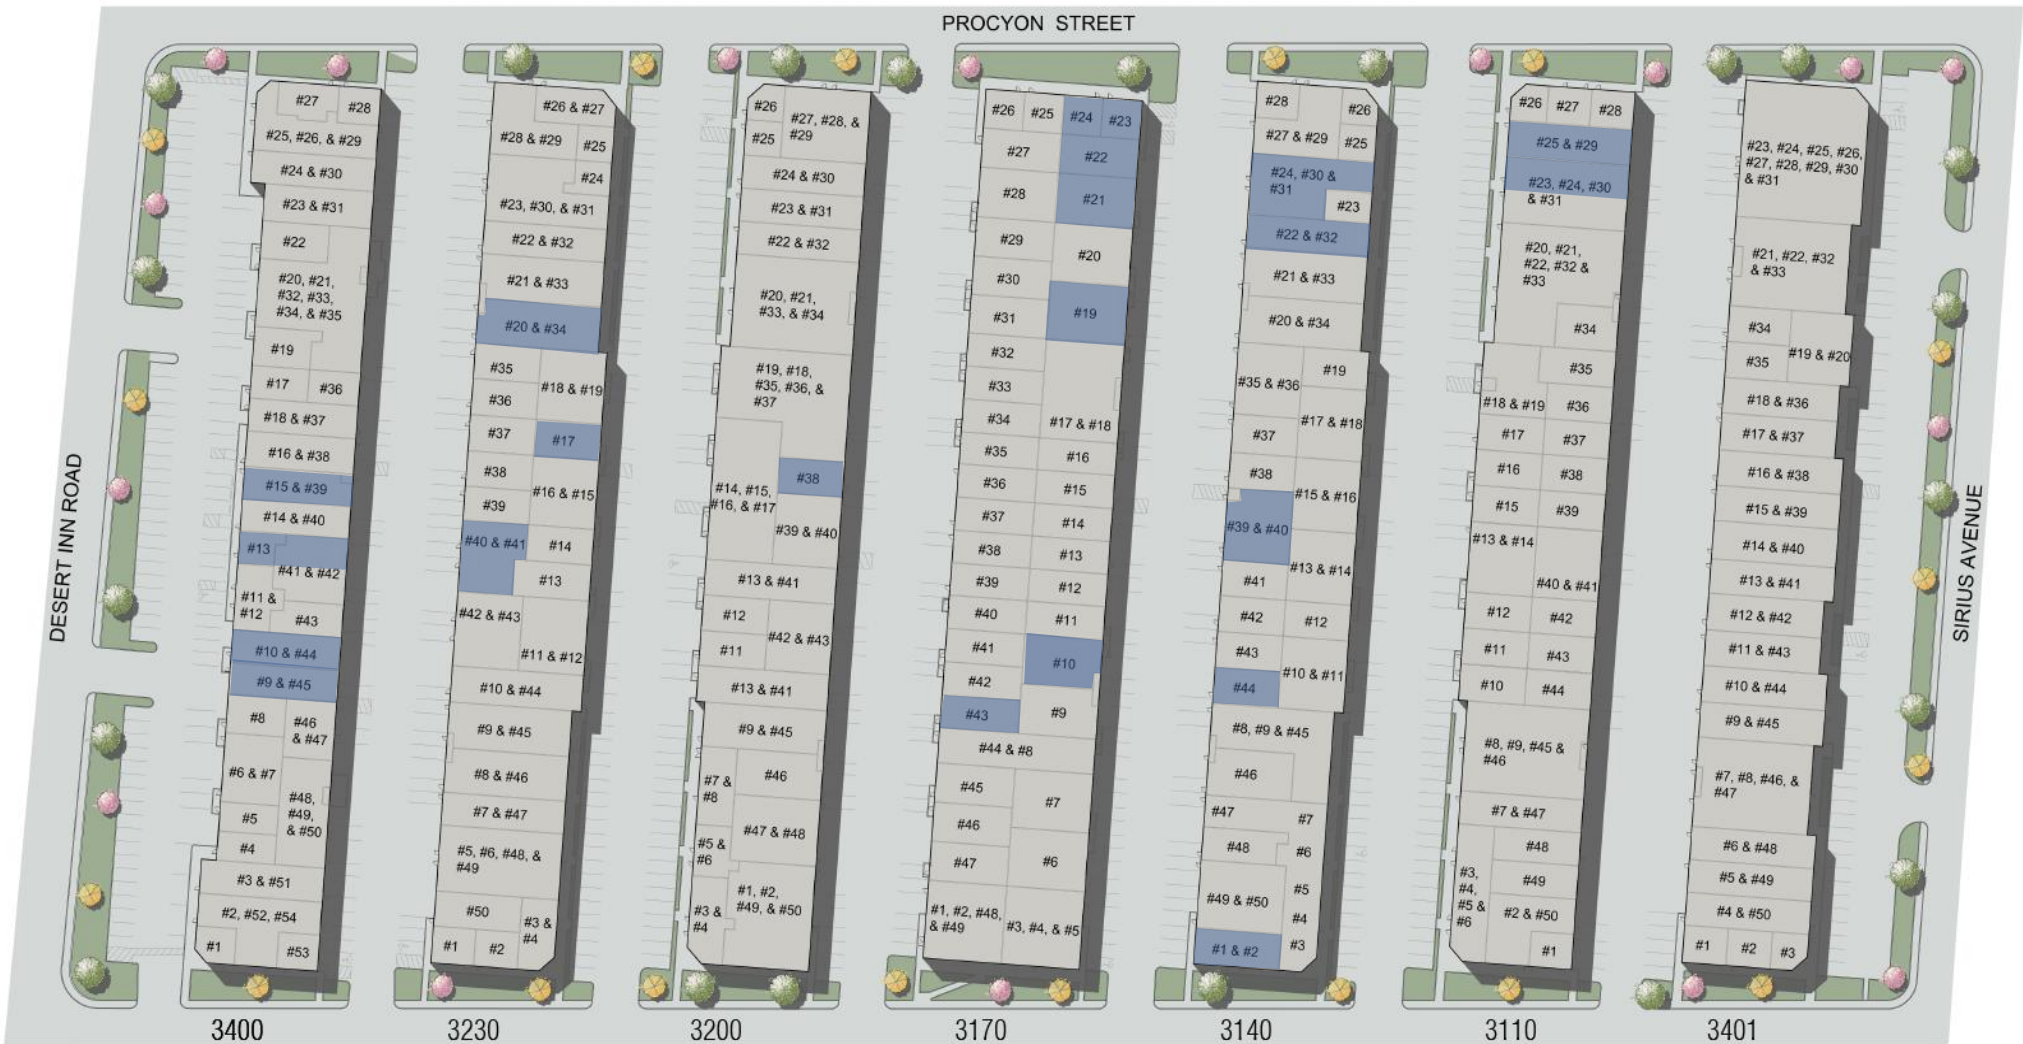 PROCYON STREET
DESERT INN ROAD
#27
#28
#25, #26, & #29
#24 & #30
#23 & #31
#22
#20, #21,
#32, #33,
#34, & #35
#19
#17
#36
#18 & #37
#16 & #38
#15 & #39
#14 & #40
#13
#41 & #42
#11 &
#12
#43
#10 & #44
#9 & #45
#8
#46
& #47
#6 & #7
#48,
#49,
& #50
#5
#4
#3 & #51
#2, #52, #54
#1
#53
3400
#26 & #27
#28 & #29
#25
#24
#23, #30, & #31
#22 & #32
#21 & #33
#20 & #34
#35
#18 & #19
#36
#37
#17
#38
#16 & #15
#39
#40 & #41
#14
#13
#42 & #43
#11 & #12
#10 & #44
#9 & #45
#8 & #46
#7 & #47
#5, #6, #48, &
#49
#50
#3 &
#4
#1
#2
3230
#26
#27, #28, &
#29
#25
#24 & #30
#23 & #31
#22 & #32
#20, #21,
#33, & #34
#19, #18,
#35, #36, &
#37
#38
#14, #15,
#16, & #17
#39 & #40
#13 & #41
#12
#42 & #43
#11
#13 & #41
#9 & #45
#7 &
#8
#46
#47 & #48
#5 &
#6
#1, #2,
#49, & #50
#3 &
#4
3200
#26
#25
#24
#23
#27
#22
#28
#21
#29
#20
#30
#31
#19
#32
#33
#34
#17 & #18
#35
#16
#36
#15
#37
#14
#38
#13
#39
#12
#40
#11
#41
#10
#42
#43
#9
#44 & #8
#45
#7
#46
#47
#6
#1, #2, #48,
& #49
#3, #4, & #5
3170
#28
#26
#27 & #29
#25
#24, #30 &
#31
#23
#22 & #32
#21 & #33
#20 & #34
#19
#35 & #36
#17 & #18
#37
#38
#15 & #16
#39 & #40
#13 & #14
#41
#42
#12
#43
#10 & #11
#44
#8, #9 & #45
#46
#47
#7
#48
#6
#49 & #50
#5
#4
#1 & #2
#3
3140
#26
#27
#28
#25 & #29
#23, #24, #30
& #31
#20, #21,
#22, #32 &
#33
#34
#35
#18 & #19
#36
#17
#37
#16
#38
#15
#39
#13 & #14
#40 & #41
#12
#42
#11
#43
#10
#44
#8, #9, #45 &
#46
#7 & #47
#48
#3,
#4,
#5 &
#6
#49
#2 & #50
#1
3110
#23, #24, #25, #26,
#27, #28, #29, #30
& #31
#21, #22, #32
& #33
#34
#19 & #20
#35
#18 & #36
#17 & #37
#16 & #38
#15 & #39
#14 & #40
#13 & #41
#12 & #42
#11 & #43
#10 & #44
#9 & #45
#7, #8, #46, &
#47
#6 & #48
#5 & #49
#4 & #50
#1
#2
#3
3401
SIRIUS AVENUE